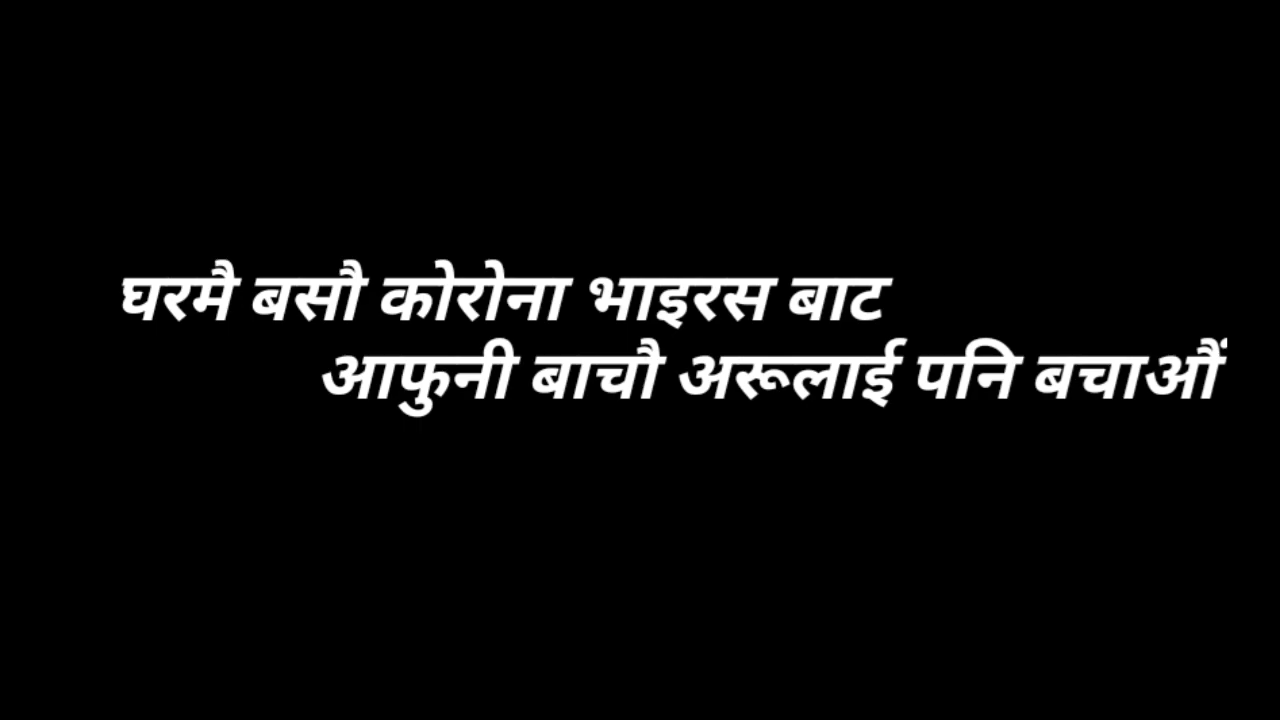 घरमै बसौ कोरोना भाइरस बाट
आफुनी बाचौ अरूलाई पनि बचाऔं